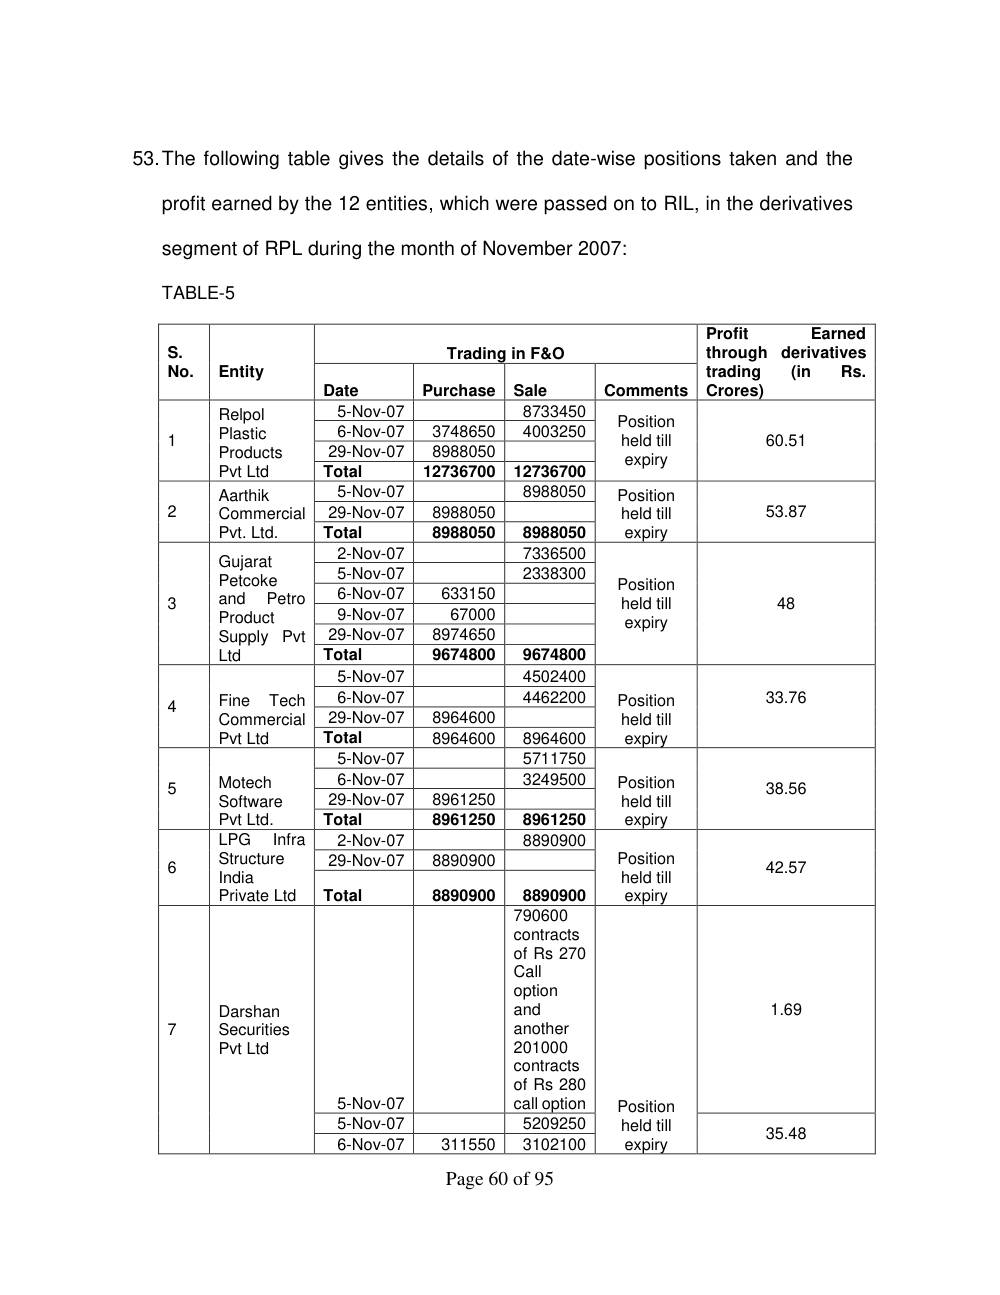 53. The following table gives the details of the date-wise positions taken and the
profit earned by the 12 entities, which were passed on to RIL, in the derivatives
segment of RPL during the month of November 2007:
TABLE-5
S. No. Entity Trading in F&O Profit Earned through derivatives trading (in Rs. Crores)
Date Purchase Sale Comments
1 Relpol Plastic Products Pvt Ltd Position held till expiry 60.51
5-Nov-07 8733450
6-Nov-07 3748650 4003250
29-Nov-07 8988050
Total 12736700 12736700
2 Aarthik Commercial Pvt. Ltd. Position held till expiry 53.87
5-Nov-07 8988050
29-Nov-07 8988050
Total 8988050 8988050
3 Gujarat Petcoke and Petro Product Supply Pvt Ltd Position held till expiry 48
2-Nov-07 7336500
5-Nov-07 2338300
6-Nov-07 633150
9-Nov-07 67000
29-Nov-07 8974650
Total 9674800 9674800
4 Fine Tech Commercial Pvt Ltd Position held till expiry 33.76
5-Nov-07 4502400
6-Nov-07 4462200
29-Nov-07 8964600
Total 8964600 8964600
5 Motech Software Pvt Ltd. Position held till expiry 38.56
5-Nov-07 5711750
6-Nov-07 3249500
29-Nov-07 8961250
Total 8961250 8961250
6 LPG Infra Structure India Private Ltd Position held till expiry 42.57
2-Nov-07 8890900
29-Nov-07 8890900
Total 8890900 8890900
7 Darshan Securities Pvt Ltd Position held till expiry
5-Nov-07 790600 contracts of Rs 270 Call option and another 201000 contracts of Rs 280 call option 1.69
5-Nov-07 5209250 35.48
6-Nov-07 311550 3102100
Page 60 of 95